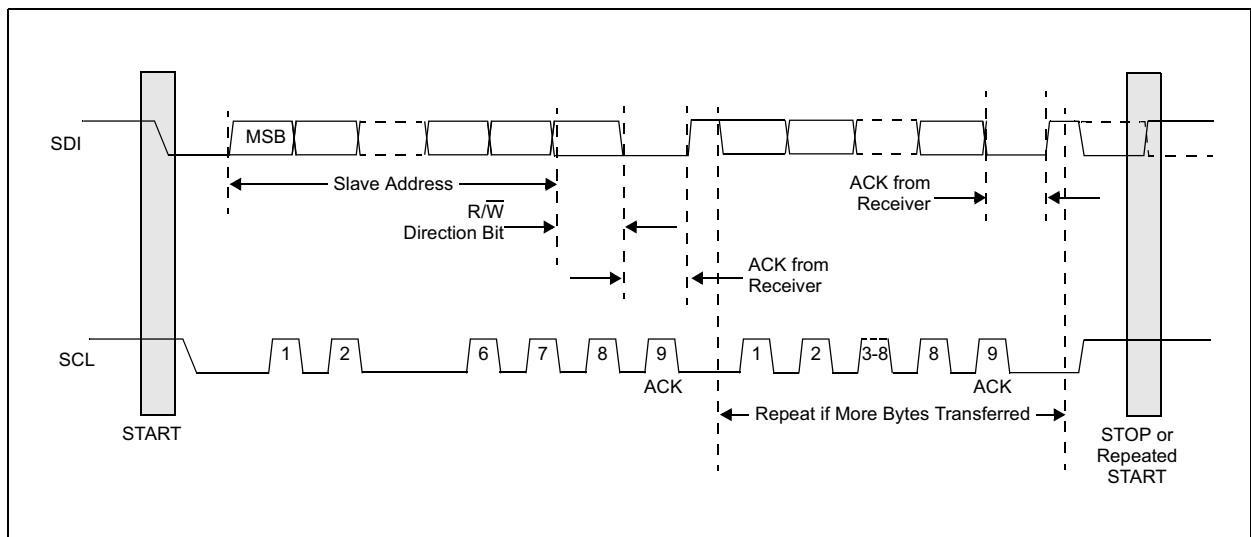 SDI
MSB
Slave Address
R/W̅
Direction Bit
ACK from
Receiver
ACK from
Receiver
SCL
1
2
6
7
8
9
ACK
1
2
3-8
8
9
ACK
Repeat if More Bytes Transferred
START
STOP or
Repeated
START